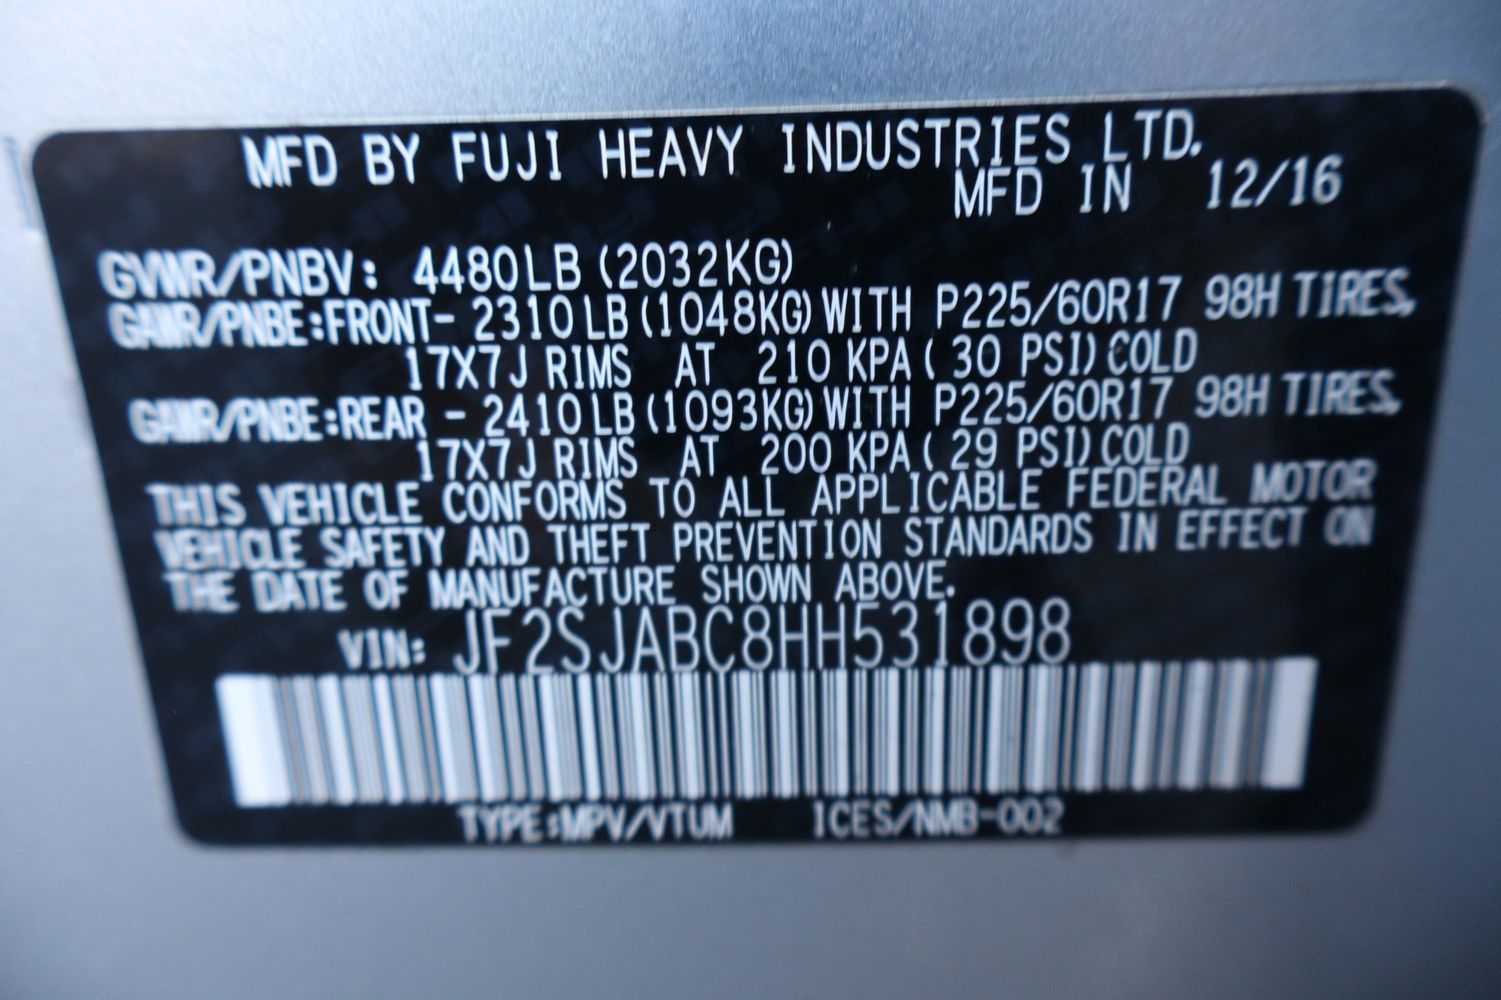 MFD BY FUJI HEAVY INDUSTRIES LTD.
MFD IN 12/16
GVWR/PNBV: 4480LB (2032KG)
GAWR/PNBE:FRONT- 2310LB(1048KG)WITH P225/60R17 98H TIRES,
17X7J RIMS AT 210 KPA( 30 PSI)COLD
GAWR/PNBE:REAR - 2410LB(1093KG)WITH P225/60R17 98H TIRES,
17X7J RIMS AT 200 KPA( 29 PSI)COLD
THIS VEHICLE CONFORMS TO ALL APPLICABLE FEDERAL MOTOR
VEHICLE SAFETY AND THEFT PREVENTION STANDARDS IN EFFECT ON
THE DATE OF MANUFACTURE SHOWN ABOVE.
VIN: JF2SJABC8HH531898
TYPE:MPV/VTUM ICES/NMB-002